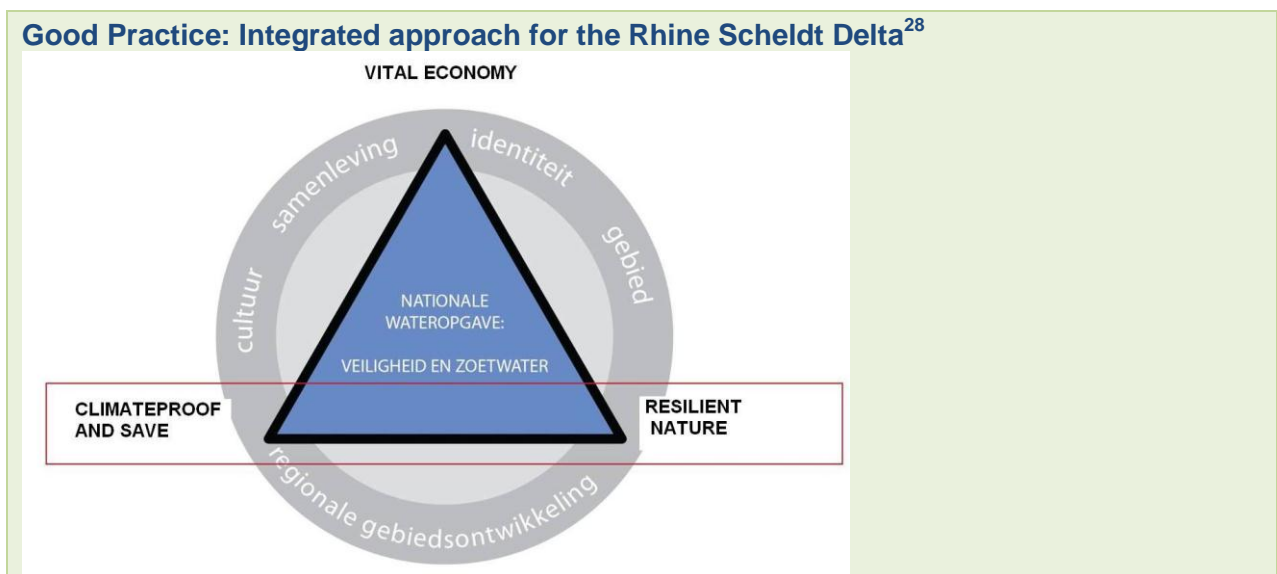 Good Practice: Integrated approach for the Rhine Scheldt Delta28
VITAL ECONOMY
cultuur
samenleving
identiteit
gebied
NATIONALE
WATEROPGAVE:
VEILIGHEID EN ZOETWATER
CLIMATEPROOF
AND SAVE
RESILIENT
NATURE
regionale gebiedsontwikkeling